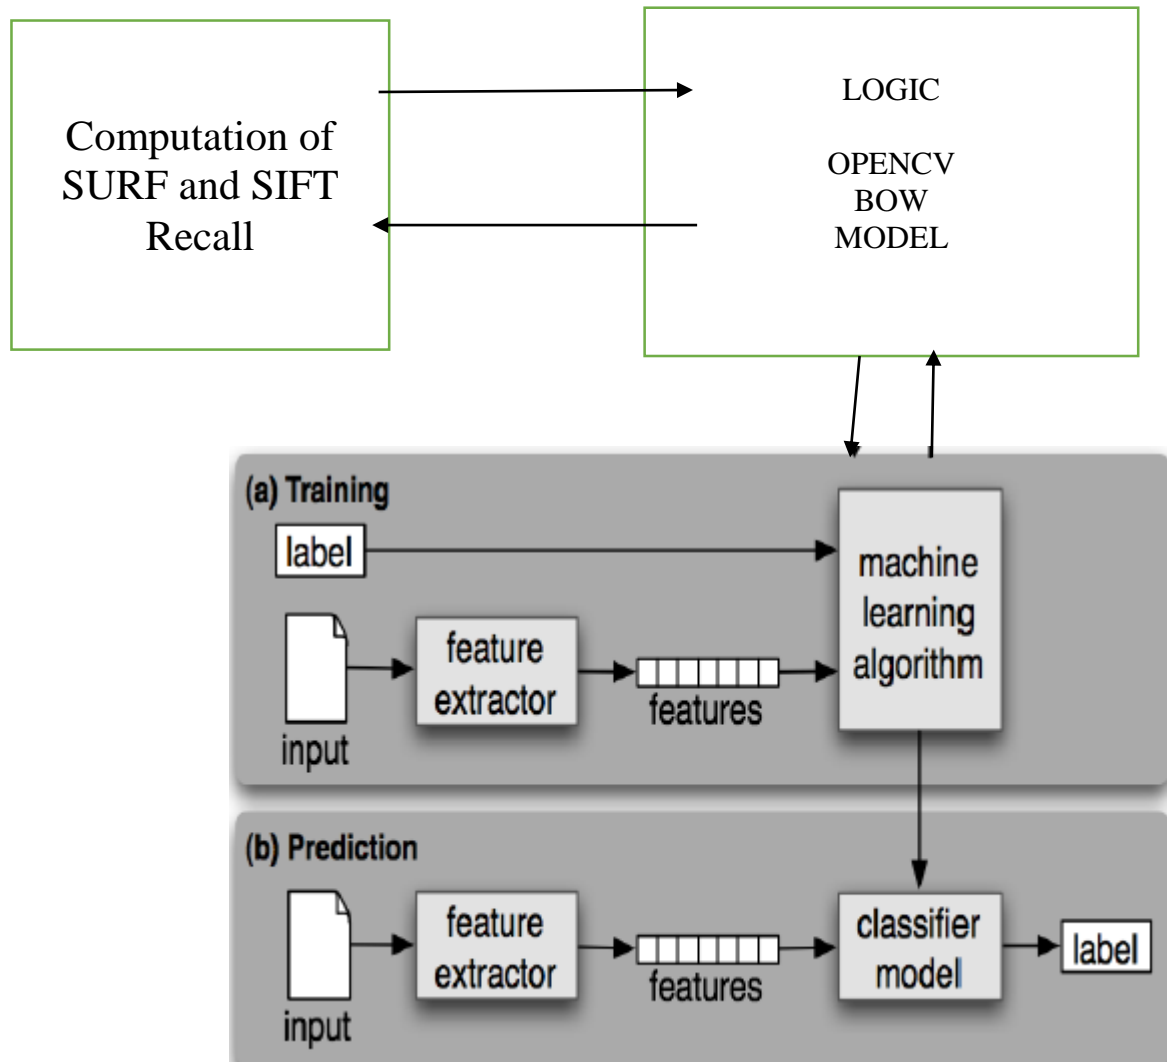 Computation of
SURF and SIFT
Recall
LOGIC
OPENCV
BOW
MODEL
(a) Training
label
machine
learning
algorithm
feature
extractor
features
input
(b) Prediction
feature
extractor
features
classifier
model
label
input